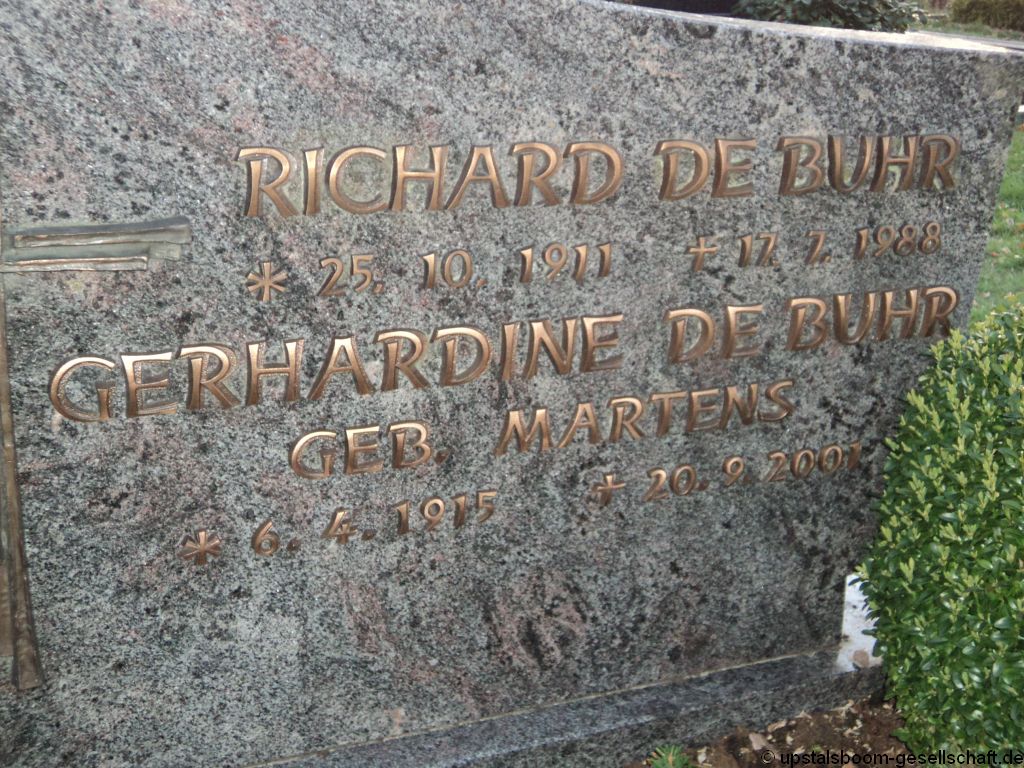 RICHARD DE BUHR
* 25. 10. 1911 † 17. 7. 1988
GERHARDINE DE BUHR
GEB. MARTENS
* 6. 4. 1915 † 20. 9. 2001
© upstalsboom-gesellschaft.de